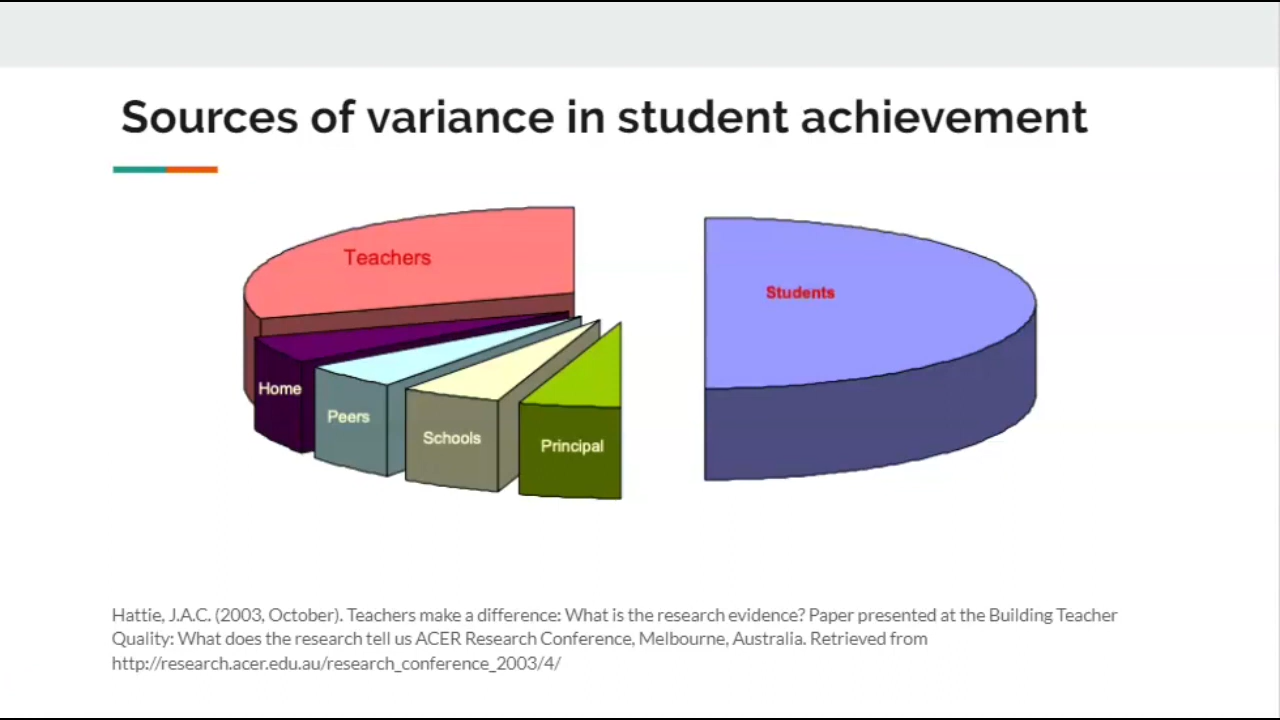 Sources of variance in student achievement
Teachers
Students
Home
Peers
Schools
Principal
Hattie, J.A.C. (2003, October). Teachers make a difference: What is the research evidence? Paper presented at the Building Teacher
Quality: What does the research tell us ACER Research Conference, Melbourne, Australia. Retrieved from
http://research.acer.edu.au/research_conference_2003/4/